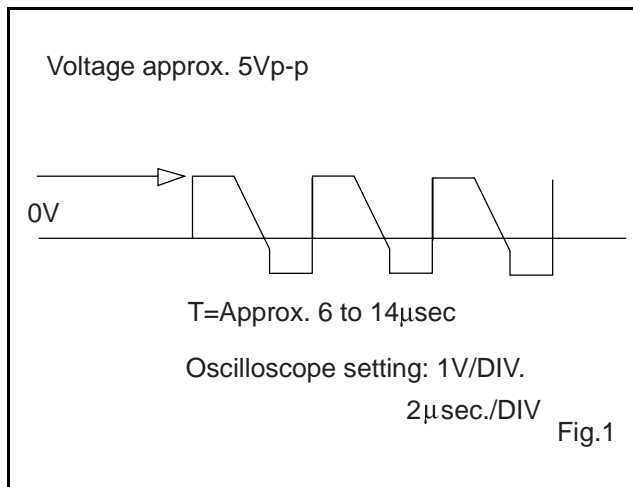 Voltage approx. 5Vp-p
0V
T=Approx. 6 to 14μsec
Oscilloscope setting: 1V/DIV.
2μsec./DIV
Fig.1